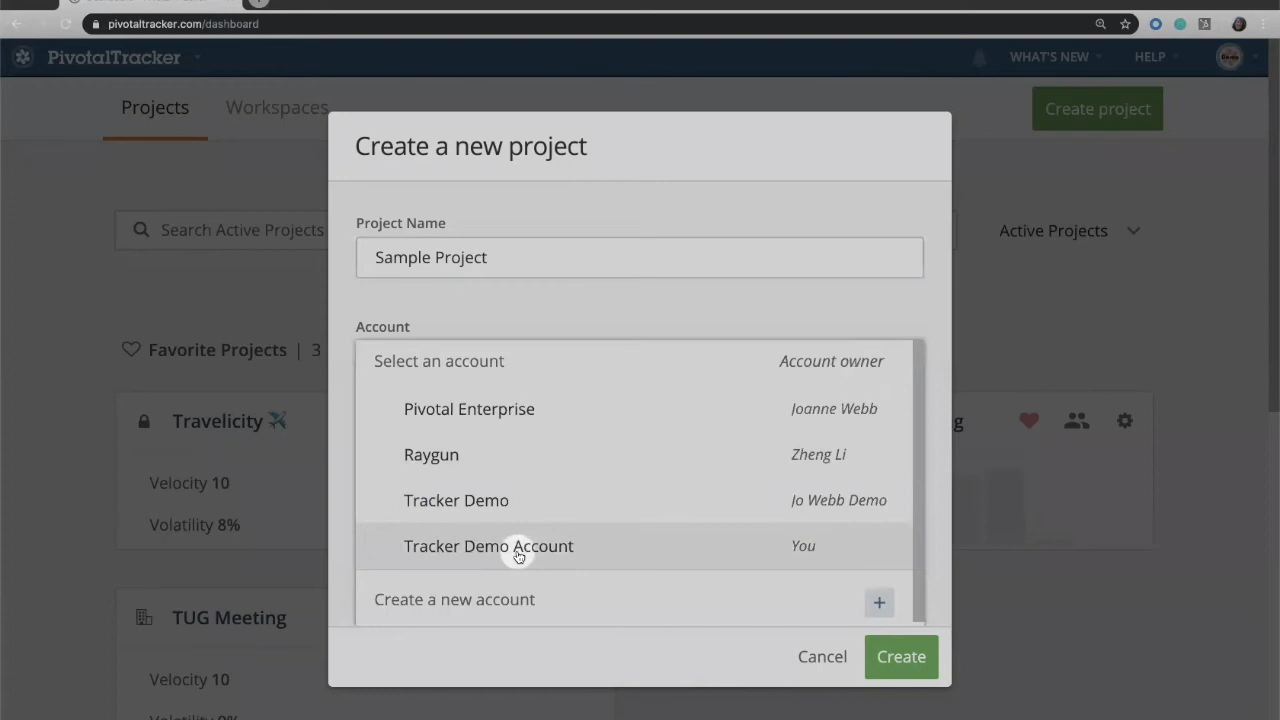 pivotaltracker.com/dashboard
PivotalTracker
WHAT'S NEW
HELP
Projects
Workspaces
Create project
Create a new project
Project Name
Sample Project
Search Active Projects
Active Projects
Account
Select an account
Account owner
Pivotal Enterprise
Joanne Webb
Raygun
Zheng Li
Tracker Demo
Jo Webb Demo
Tracker Demo Account
You
Create a new account
+
Cancel
Create
Favorite Projects | 3
Travelicity
Velocity 10
Volatility 8%
TUG Meeting
Velocity 10